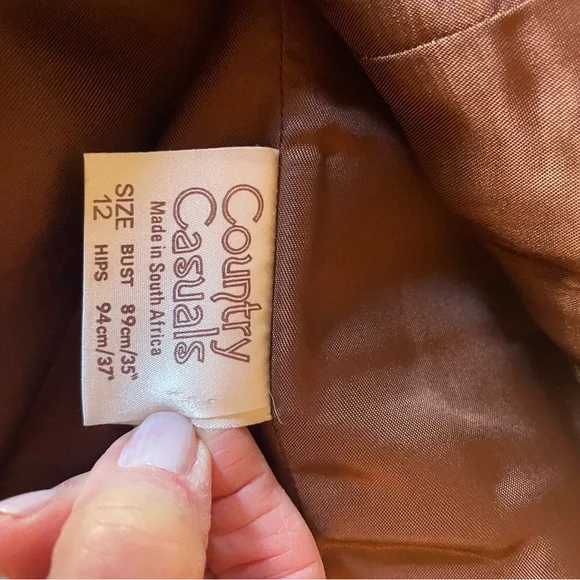 Country
Casuals
Made in South Africa
SIZE BUST 89cm/35"
12 HIPS 94cm/37"